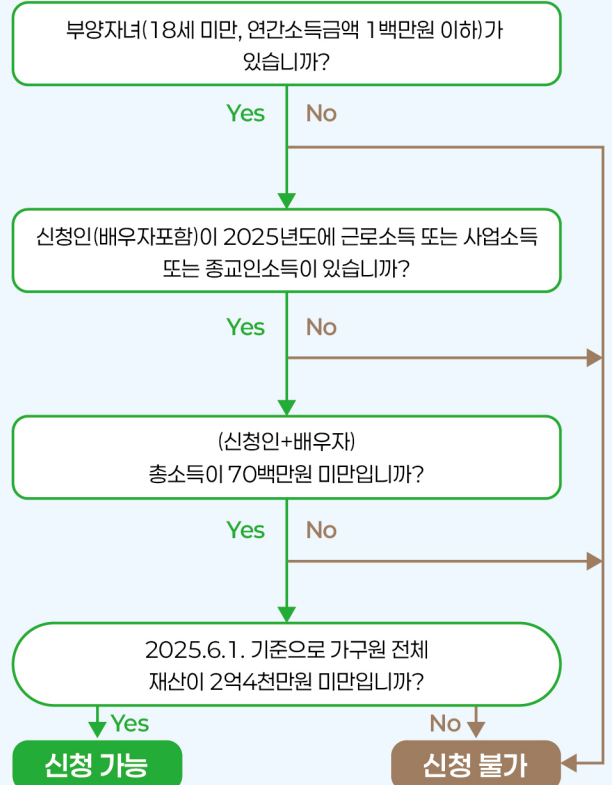 부양자녀(18세 미만, 연간소득금액 1백만원 이하)가
있습니까?
Yes No
신청인(배우자포함)이 2025년도에 근로소득 또는 사업소득
또는 종교인소득이 있습니까?
Yes No
(신청인+배우자)
총소득이 70백만원 미만입니까?
Yes No
2025.6.1. 기준으로 가구원 전체
재산이 2억4천만원 미만입니까?
Yes No
신청 가능 신청 불가